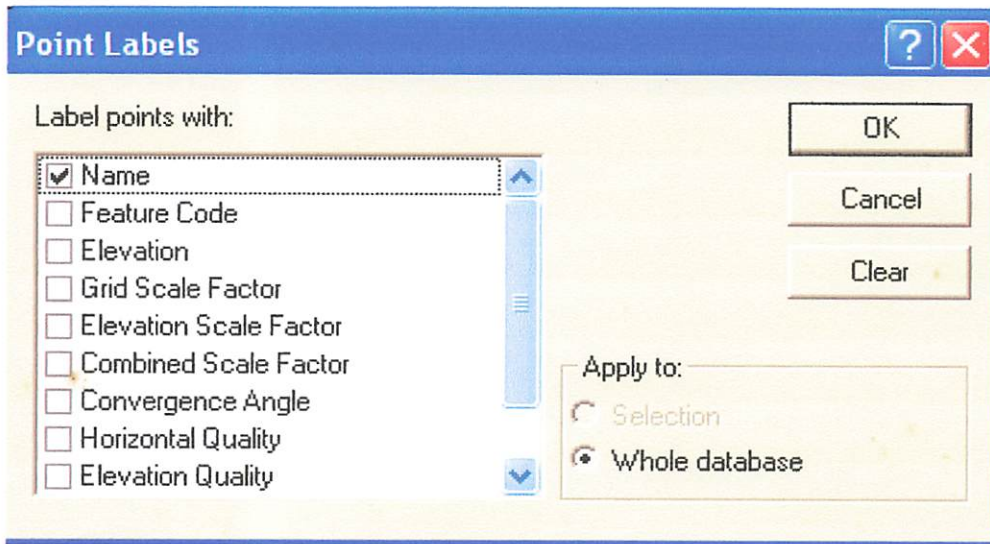 Point Labels
Label points with:
Name
Feature Code
Elevation
Grid Scale Factor
Elevation Scale Factor
Combined Scale Factor
Convergence Angle
Horizontal Quality
Elevation Quality
OK
Cancel
Clear
Apply to:
Selection
Whole database